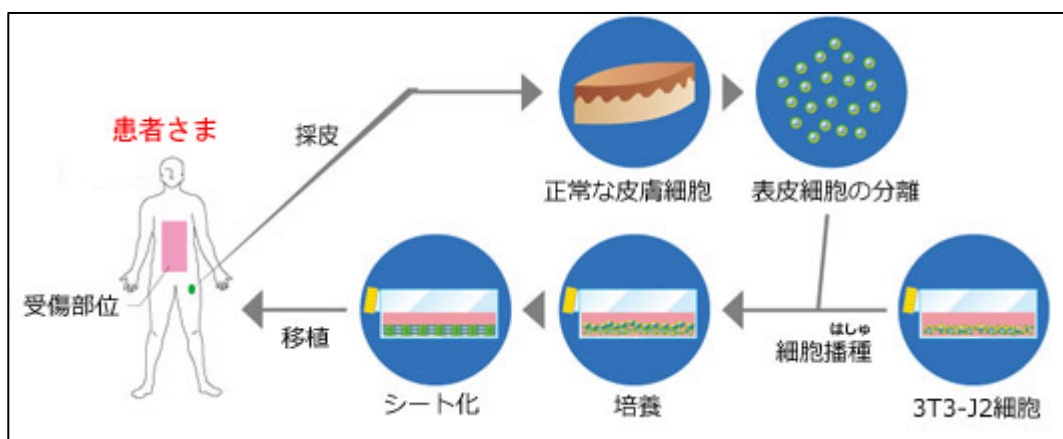 患者さま
採皮
正常な皮膚細胞
表皮細胞の分離
受傷部位
移植
はしゅ
細胞播種
シート化
培養
3T3-J2細胞